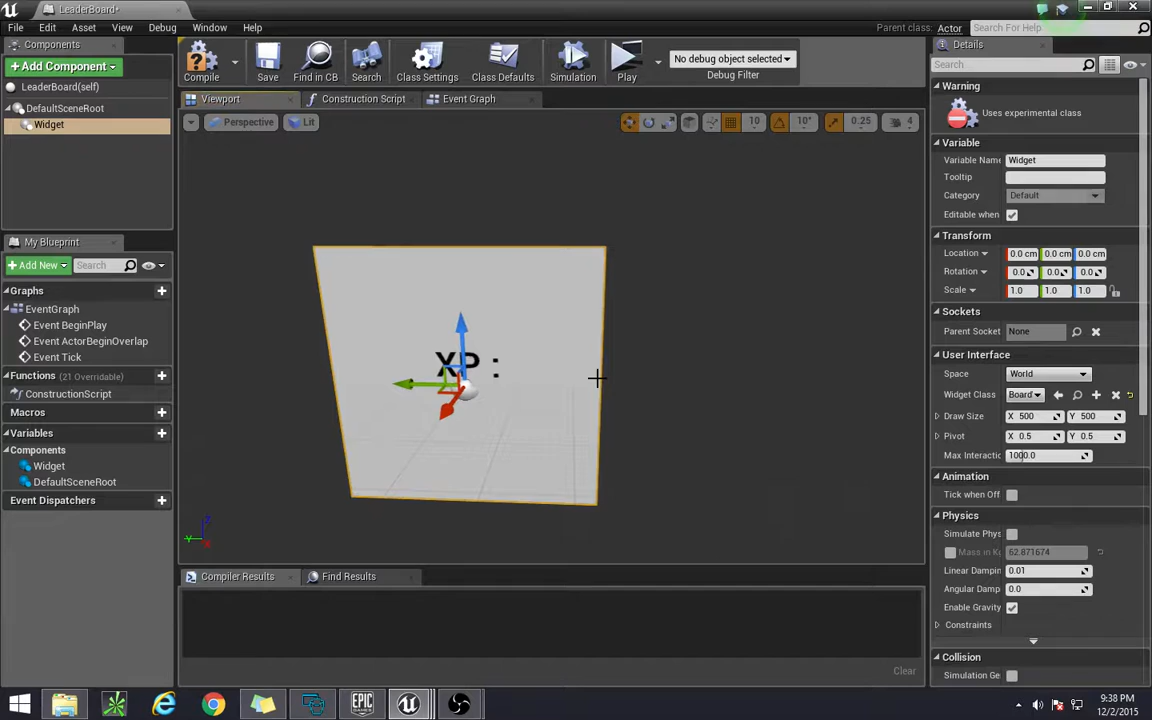 LeaderBoard*
File Edit Asset View Debug Window Help
Parent class: Actor
Search For Help
Components
+ Add Component
LeaderBoard(self)
DefaultSceneRoot
Widget
Compile
Save
Find in CB
Search
Class Settings
Class Defaults
Simulation
Play
No debug object selected
Debug Filter
Viewport
Construction Script
Event Graph
Perspective
Lit
10
10°
0.25
4
XP :
My Blueprint
+ Add New
Search
Graphs
EventGraph
Event BeginPlay
Event ActorBeginOverlap
Event Tick
Functions (21 Overridable)
ConstructionScript
Macros
Variables
Components
Widget
DefaultSceneRoot
Event Dispatchers
Compiler Results
Find Results
Clear
Details
Search
Warning
Uses experimental class
Variable
Variable Name Widget
Tooltip
Category Default
Editable when
Transform
Location 0.0 cm 0.0 cm 0.0 cm
Rotation 0.0 0.0 0.0
Scale 1.0 1.0 1.0
Sockets
Parent Socket None
User Interface
Space World
Widget Class Board
Draw Size X 500 Y 500
Pivot X 0.5 Y 0.5
Max Interactic 1000.0
Animation
Tick when Off
Physics
Simulate Phys
Mass in K 62.871674
Linear Dampin 0.01
Angular Damp 0.0
Enable Gravity
Constraints
Collision
Simulation Ge
EPIC GAMES
9:38 PM
12/2/2015